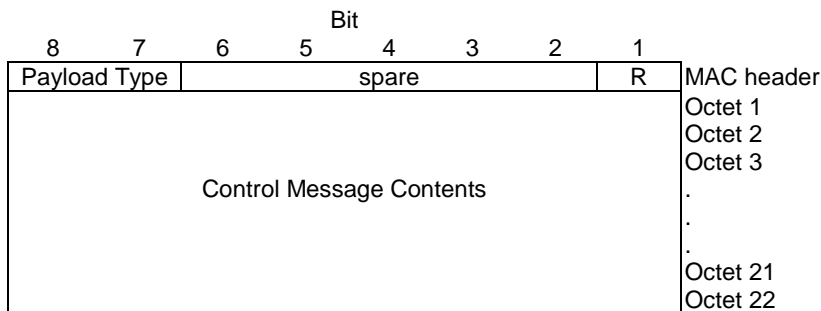 Bit
8 7 6 5 4 3 2 1
Payload Type spare R MAC header
Octet 1
Octet 2
Octet 3
Control Message Contents .
.
.
Octet 21
Octet 22